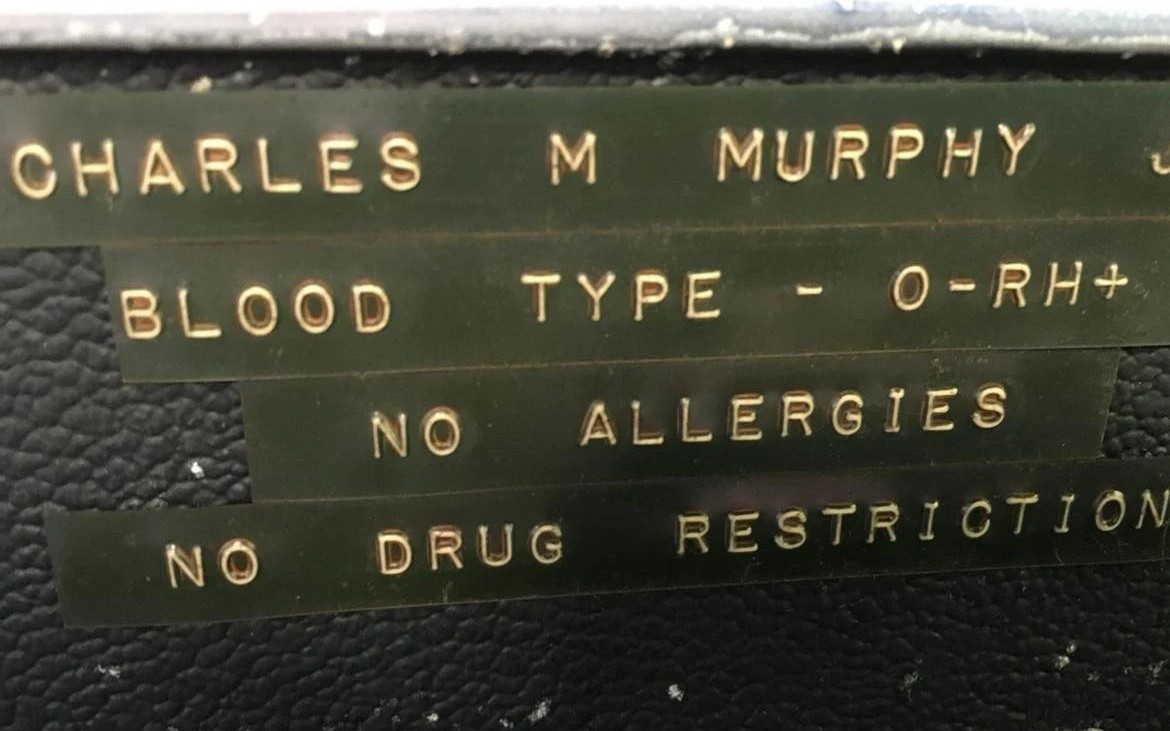 CHARLES M MURPHY J
BLOOD TYPE - O-RH+
NO ALLERGIES
NO DRUG RESTRICTION